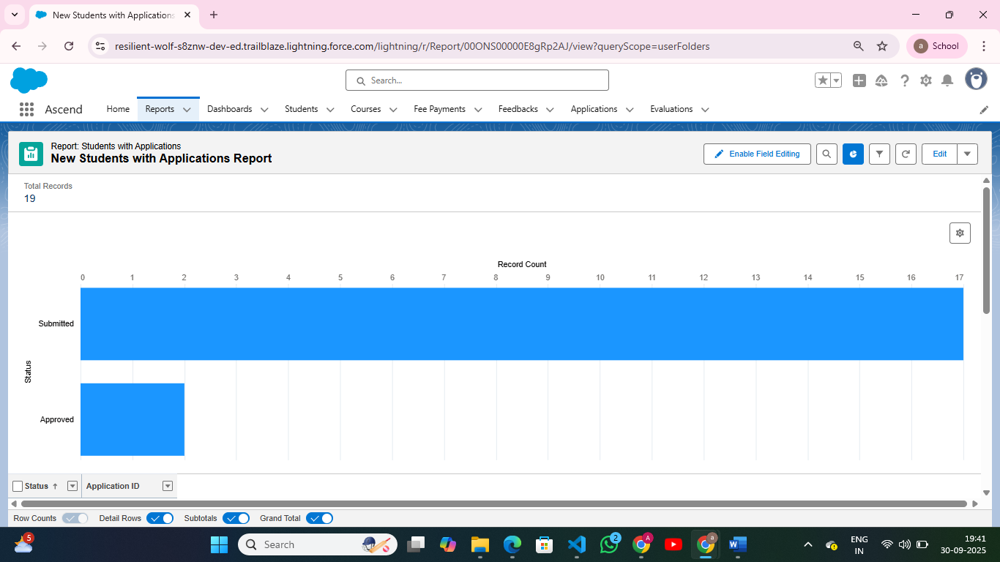 New Students with Applications
resilient-wolf-s8znw-dev-ed.trailblaze.lightning.force.com/lightning/r/Report/00ONS00000E8gRp2AJ/view?queryScope=userFolders
a School
Search...
Ascend Home Reports Dashboards Students Courses Fee Payments Feedbacks Applications Evaluations
Report: Students with Applications
New Students with Applications Report
Enable Field Editing Edit
Total Records
19
Record Count
0 1 2 3 4 5 6 7 8 9 10 11 12 13 14 15 16 17
Submitted
Status
Approved
Status ↑ Application ID
Row Counts Detail Rows Subtotals Grand Total
5 Search 2 A a ENG 19:41
IN 30-09-2025